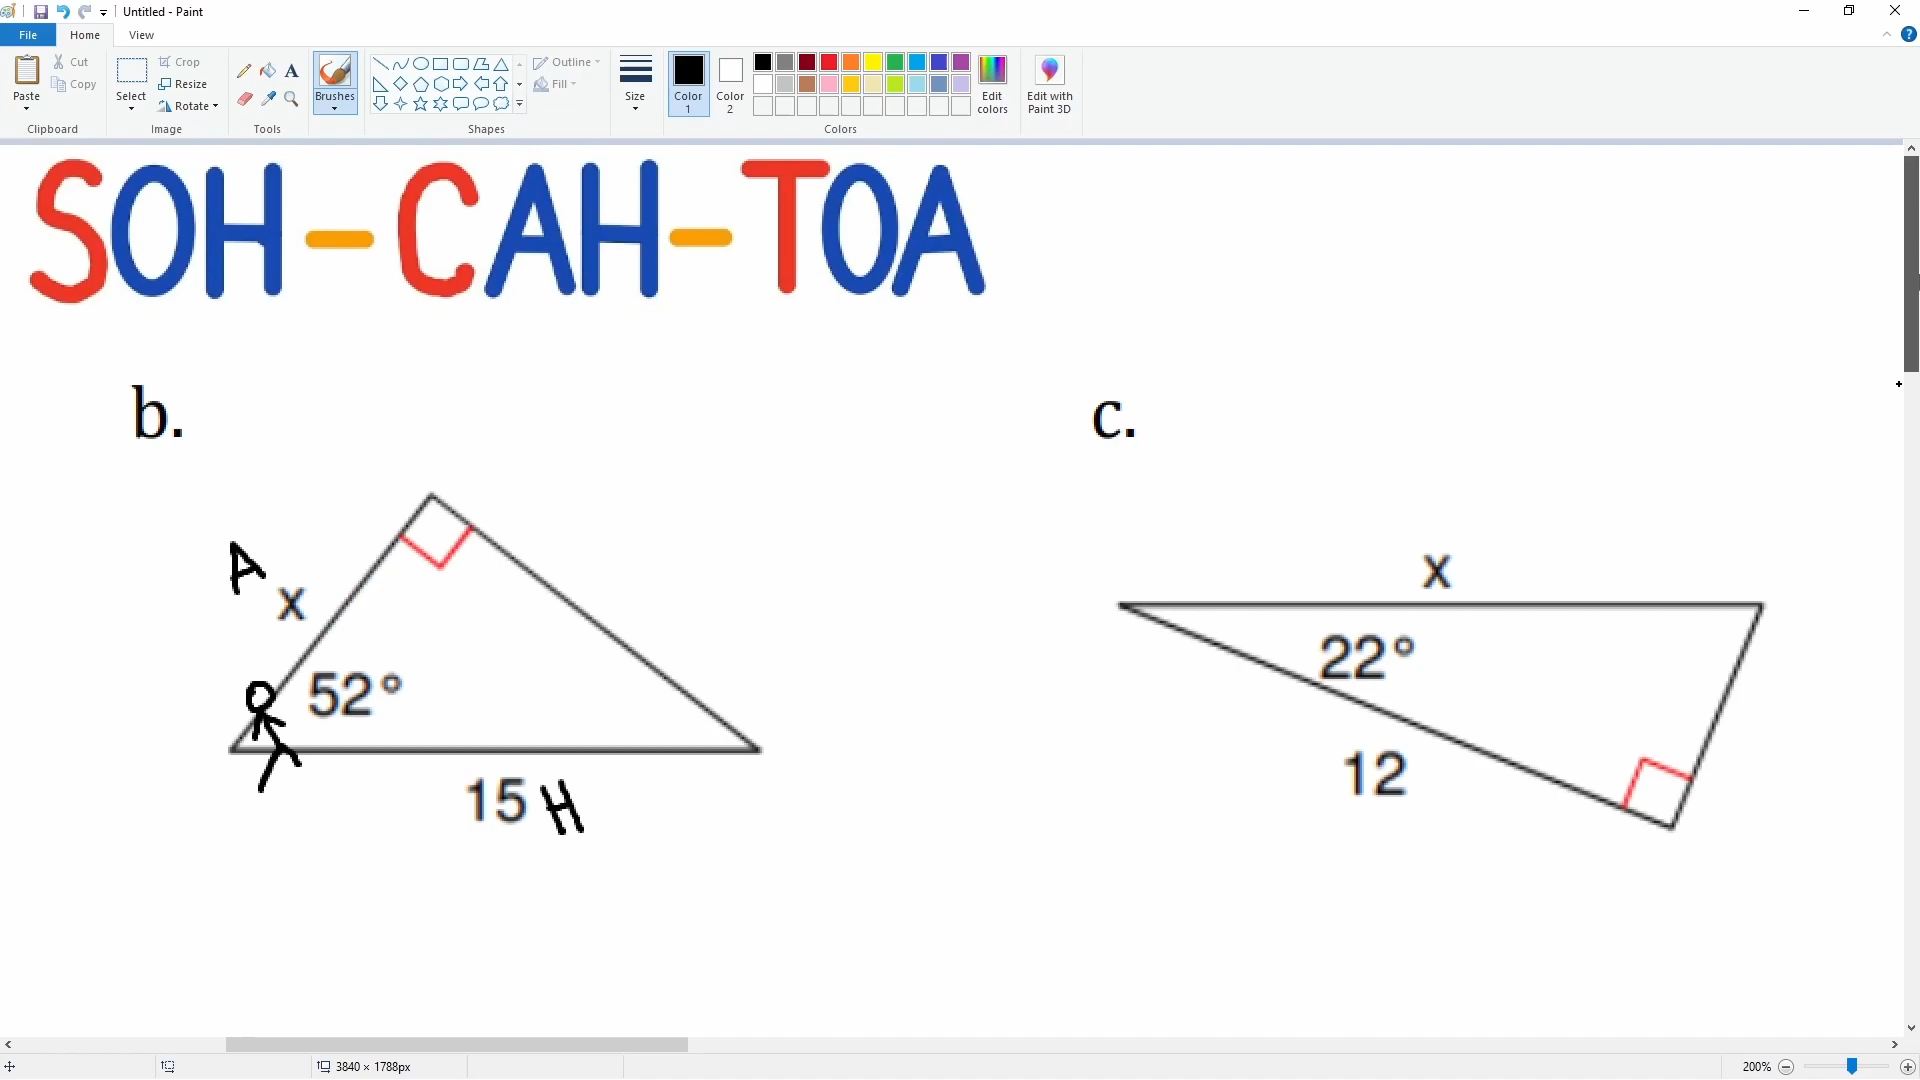 Untitled - Paint
File Home View
Paste
Cut
Copy
Clipboard
Select
Crop
Resize
Rotate
Image
A
Tools
Brushes
Outline
Fill
Shapes
Size
Color 1
Color 2
Edit colors
Colors
Edit with Paint 3D
SOH-CAH-TOA
b.
A
x
52°
15 H
c.
x
22°
12
3840 × 1788px
200%